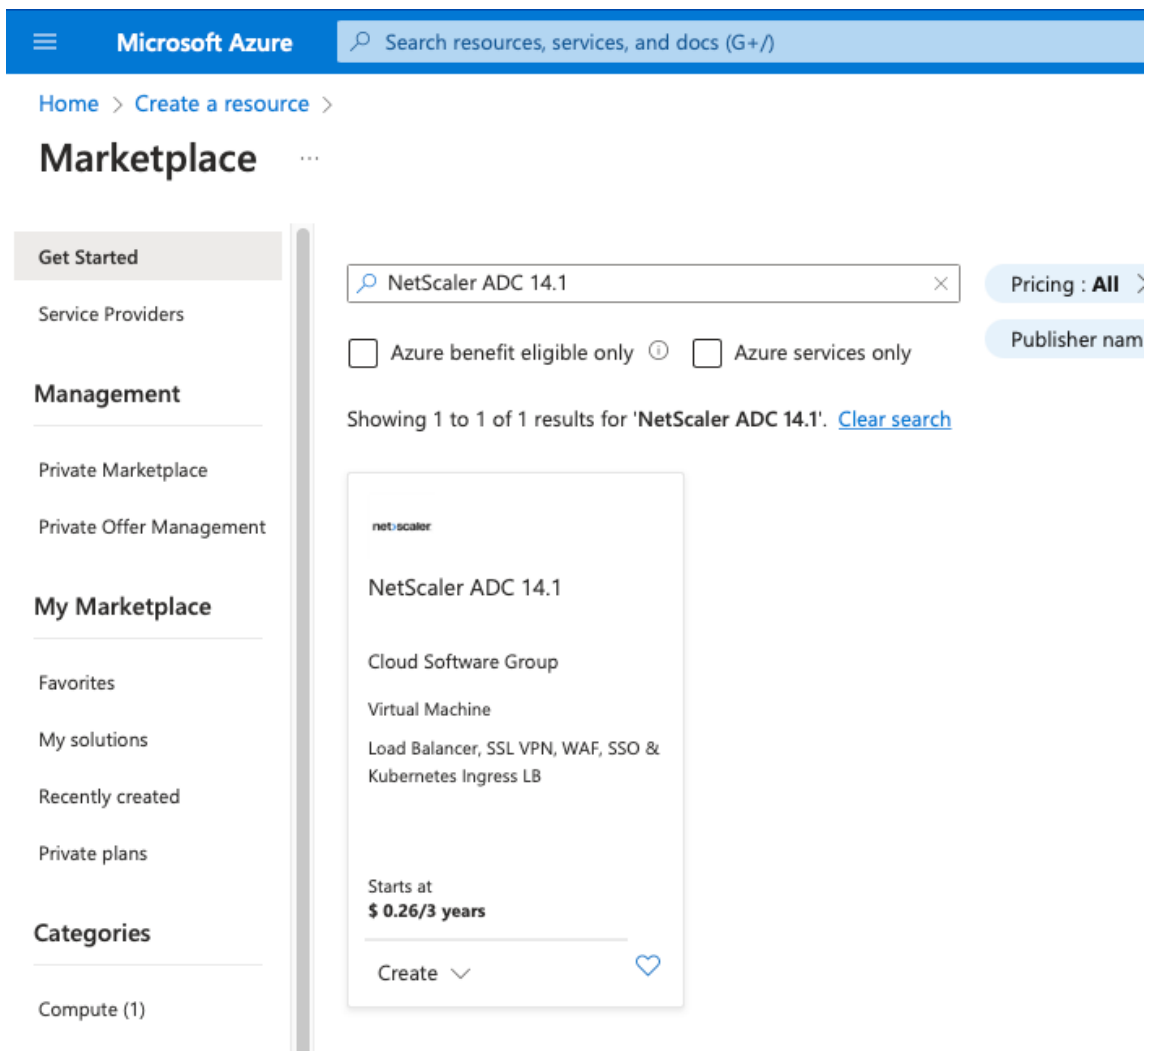 Microsoft Azure
Search resources, services, and docs (G+/)
Home > Create a resource >
Marketplace ...
Get Started
Service Providers
Management
Private Marketplace
Private Offer Management
My Marketplace
Favorites
My solutions
Recently created
Private plans
Categories
Compute (1)
NetScaler ADC 14.1
Pricing : All
Azure benefit eligible only
Azure services only
Publisher nam
Showing 1 to 1 of 1 results for 'NetScaler ADC 14.1'. Clear search
net>scaler
NetScaler ADC 14.1
Cloud Software Group
Virtual Machine
Load Balancer, SSL VPN, WAF, SSO &
Kubernetes Ingress LB
Starts at
$ 0.26/3 years
Create